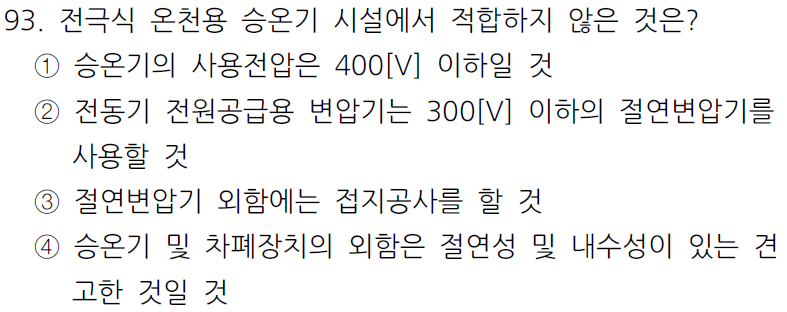 93. 전극식 온천용 승온기 시설에서 적합하지 않은 것은?
① 승온기의 사용전압은 400[V] 이하일 것
② 전동기 전원공급용 변압기는 300[V] 이하의 절연변압기를
사용할 것
③ 절연변압기 외함에는 접지공사를 할 것
④ 승온기 및 차폐장치의 외함은 절연성 및 내수성이 있는 견
고한 것일 것